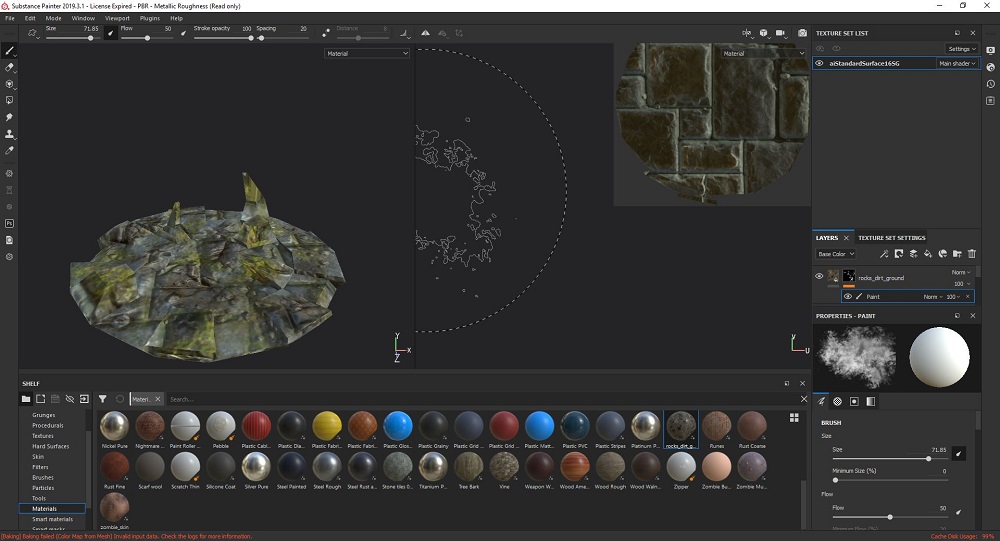 Substance Painter 2019.3.1 - License Expired - PBR - Metallic Roughness (Read only)
File Edit Mode Window Viewport Plugins Help
Size 71.85 Flow 50 Stroke opacity 100 Spacing 20 Distance 8
Material
Material
TEXTURE SET LIST
Settings
aiStandardSurface16SG Main shader
LAYERS TEXTURE SET SETTINGS
Base Color
rocks_dirt_ground Norm
100
Paint Norm 100
PROPERTIES - PAINT
BRUSH
Size
Size 71.85
Minimum Size (%) 0
Flow
Flow 50
Minimum Flow (%)
Y
X
Z
V
U
SHELF
Materi... Search...
Grunges
Procedurals
Textures
Hard Surfaces
Skin
Filters
Brushes
Particles
Tools
Materials
Smart materials
Smart masks
Nickel Pure Nightmare ... Paint Roller ... Pebble Plastic Cabl... Plastic Dia... Plastic Fabri... Plastic Fabri... Plastic Glos... Plastic Grainy Plastic Grid ... Plastic Grid ... Plastic Matt... Plastic PVC Plastic Stripes Platinum P... rocks_dirt_g... Runes Rust Coarse
Rust Fine Scarf wool Scratch Thin Silicone Coat Silver Pure Steel Painted Steel Rough Steel Rust a... Stone tiles 0... Titanium P... Tree Bark Vine Weapon W... Wood Ame... Wood Rough Wood Waln... Zipper Zombie Bu... Zombie Mu...
zombie_skin
[Baking] Baking failed (Color Map from Mesh) Invalid input data. Check the logs for more information.
Cache Disk Usage: 99%